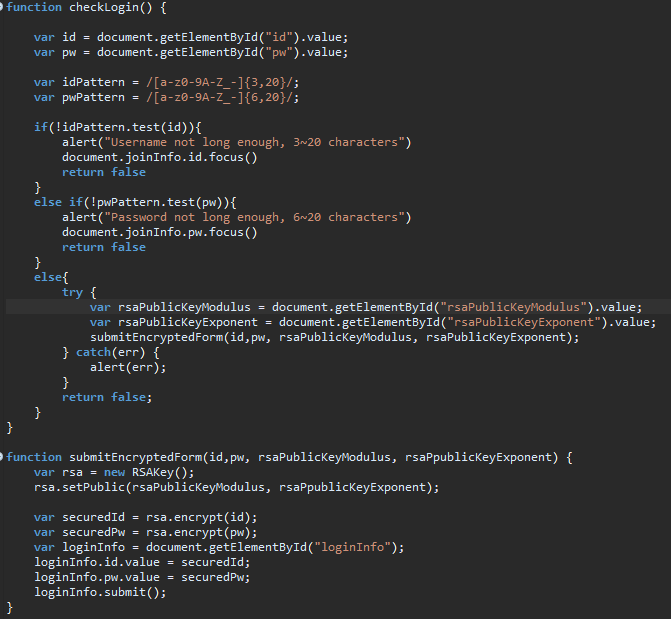 function checkLogin() {
var id = document.getElementById("id").value;
var pw = document.getElementById("pw").value;
var idPattern = /[a-z0-9A-Z_-]{3,20}/;
var pwPattern = /[a-z0-9A-Z_-]{6,20}/;
if(!idPattern.test(id)){
alert("Username not long enough, 3~20 characters")
document.joinInfo.id.focus()
return false
}
else if(!pwPattern.test(pw)){
alert("Password not long enough, 6~20 characters")
document.joinInfo.pw.focus()
return false
}
else{
try {
var rsaPublicKeyModulus = document.getElementById("rsaPublicKeyModulus").value;
var rsaPublicKeyExponent = document.getElementById("rsaPublicKeyExponent").value;
submitEncryptedForm(id,pw, rsaPublicKeyModulus, rsaPublicKeyExponent);
} catch(err) {
alert(err);
}
return false;
}
}
function submitEncryptedForm(id,pw, rsaPublicKeyModulus, rsaPpublicKeyExponent) {
var rsa = new RSAKey();
rsa.setPublic(rsaPublicKeyModulus, rsaPpublicKeyExponent);
var securedId = rsa.encrypt(id);
var securedPw = rsa.encrypt(pw);
var loginInfo = document.getElementById("loginInfo");
loginInfo.id.value = securedId;
loginInfo.pw.value = securedPw;
loginInfo.submit();
}